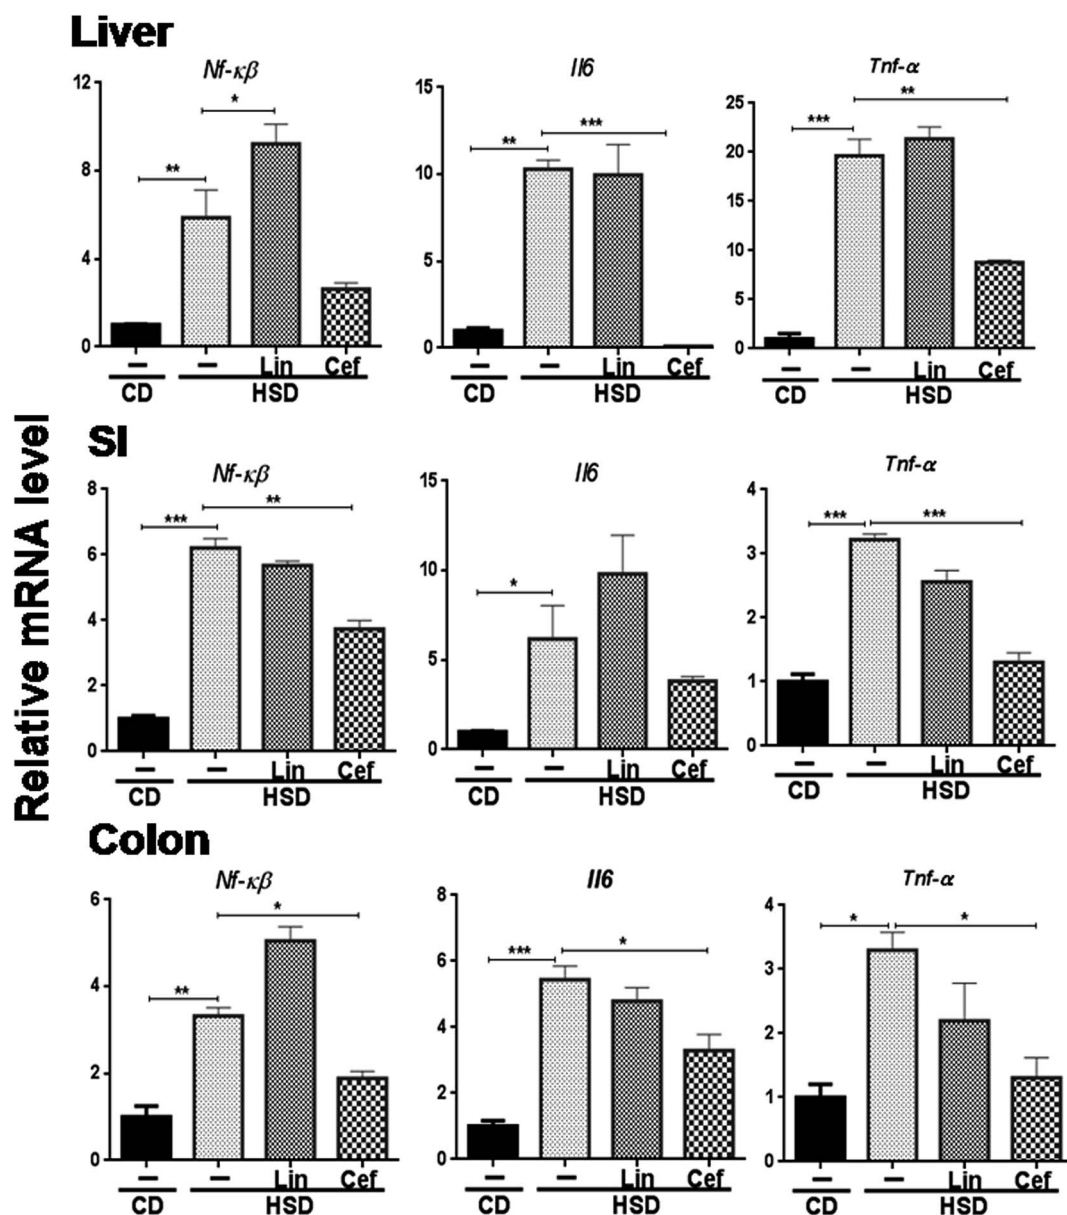 Relative mRNA level
Liver
Nf-κβ
12
8
4
0
**
*
– – Lin Cef
CD HSD
Il6
15
10
5
0
**
***
– – Lin Cef
CD HSD
Tnf-α
25
20
15
10
5
0
***
**
– – Lin Cef
CD HSD
SI
Nf-κβ
8
6
4
2
0
***
**
– – Lin Cef
CD HSD
Il6
15
10
5
0
*
– – Lin Cef
CD HSD
Tnf-α
4
3
2
1
0
***
***
– – Lin Cef
CD HSD
Colon
Nf-κβ
6
4
2
0
**
*
– – Lin Cef
CD HSD
Il6
8
6
4
2
0
***
*
– – Lin Cef
CD HSD
Tnf-α
4
3
2
1
0
*
*
– – Lin Cef
CD HSD